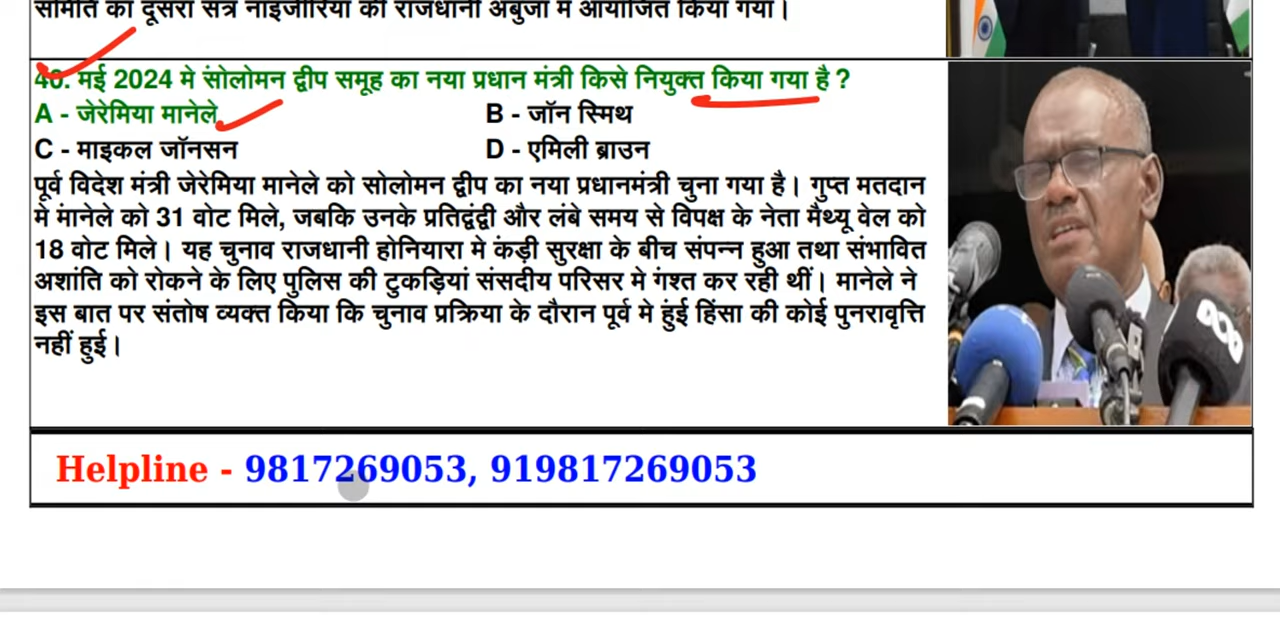 समिति का दूसरा सत्र नाइजीरिया की राजधानी अबुजा में आयोजित किया गया।
40. मई 2024 मे सोलोमन द्वीप समूह का नया प्रधान मंत्री किसे नियुक्त किया गया है ?
A - जेरेमिया मानेले
B - जॉन स्मिथ
C - माइकल जॉनसन
D - एमिली ब्राउन
पूर्व विदेश मंत्री जेरेमिया मानेले को सोलोमन द्वीप का नया प्रधानमंत्री चुना गया है। गुप्त मतदान
मे मानेले को 31 वोट मिले, जबकि उनके प्रतिद्वंद्वी और लंबे समय से विपक्ष के नेता मैथ्यू वेल को
18 वोट मिले। यह चुनाव राजधानी होनियारा मे कड़ी सुरक्षा के बीच संपन्न हुआ तथा संभावित
अशांति को रोकने के लिए पुलिस की टुकड़ियां संसदीय परिसर मे गश्त कर रही थीं। मानेले ने
इस बात पर संतोष व्यक्त किया कि चुनाव प्रक्रिया के दौरान पूर्व मे हुई हिंसा की कोई पुनरावृत्ति
नहीं हुई।
Helpline - 9817269053, 919817269053